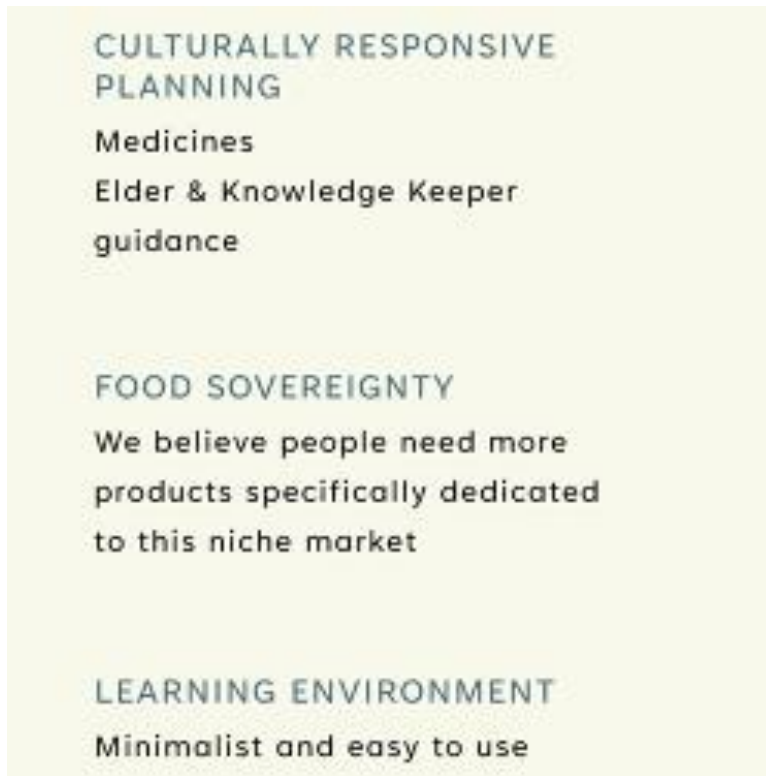 CULTURALLY RESPONSIVE
PLANNING
Medicines
Elder & Knowledge Keeper
guidance
FOOD SOVEREIGNTY
We believe people need more
products specifically dedicated
to this niche market
LEARNING ENVIRONMENT
Minimalist and easy to use